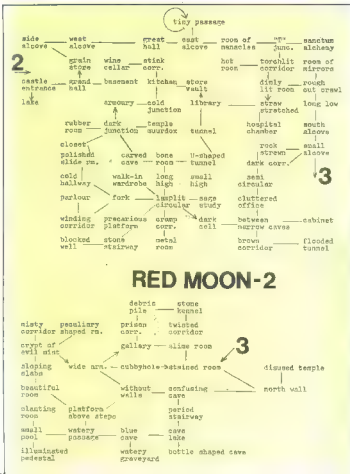 tiny passage
side alcove west alcove great hall east alcove room of manacles "T" junc. sanctum alchemy
grain store wine cellar stink corr. hot room torchlit corridor room of mirrors
2
castle entrance grand hall basement kitchen store vault dimly lit room rough out crawl
lake armoury cold junction library straw stretched long low
rubber room dark junction temple muurdox tunnel hospital chamber south alcove
closet rock strewn small alcove
polished slide rm. carved cave bone room U-shaped tunnel dark corr.
3
cold hallway walk-in wardrobe long high small high semi circular
parlour fork lamplit circular sage study cluttered office
winding corridor precarious platform cramp corr. dark cell between narrow caves cabinet
blocked well stone stairway metal room brown corridor flooded tunnel
RED MOON-2
debris pile stone kennel
misty corridor peculiary shaped rm. prison corr. twisted corridor
3
crypt of evil mist gallery slime room
sloping slabs wide arm. cubbyhole stained room disused temple
beautiful room without walls confusing cave north wall
slanting room platform above steps period stairway
small pool watery passage blue cave cave lake
illuminated pedestal watery graveyard bottle shaped cave